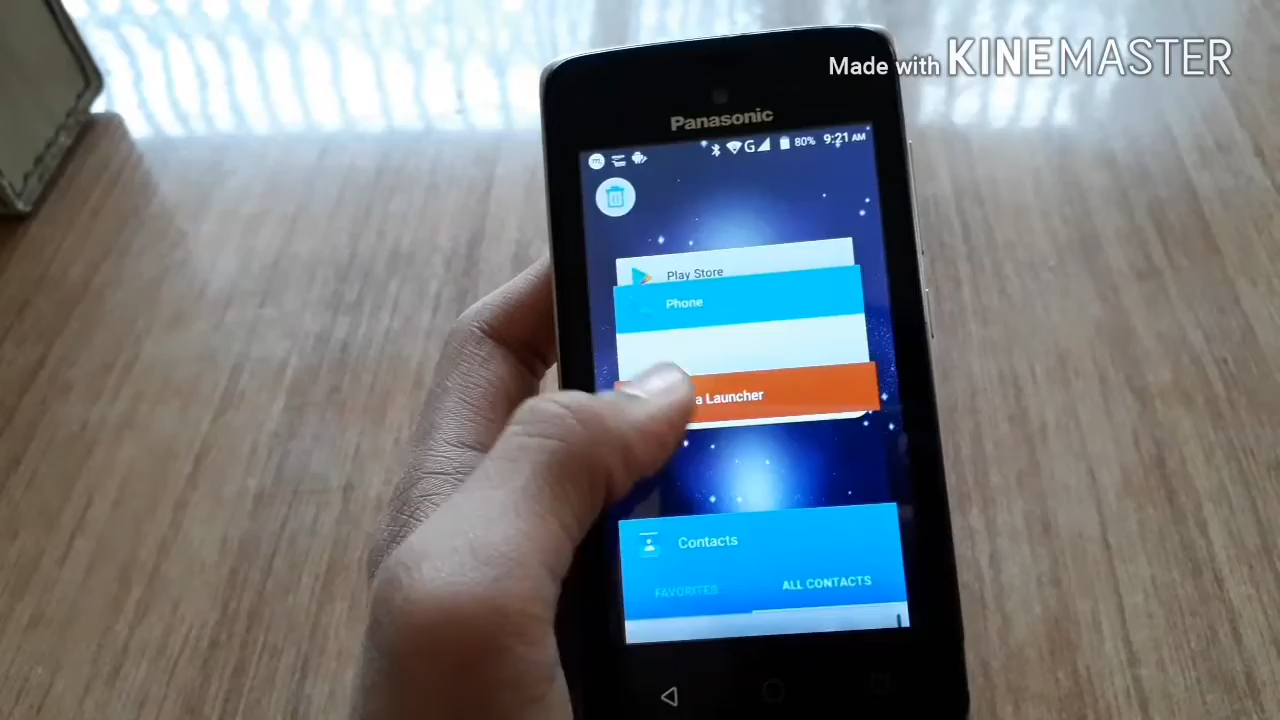 Made with KINEMASTER
Panasonic
G 80% 9:21 AM
Play Store
Phone
a Launcher
Contacts
FAVORITES ALL CONTACTS